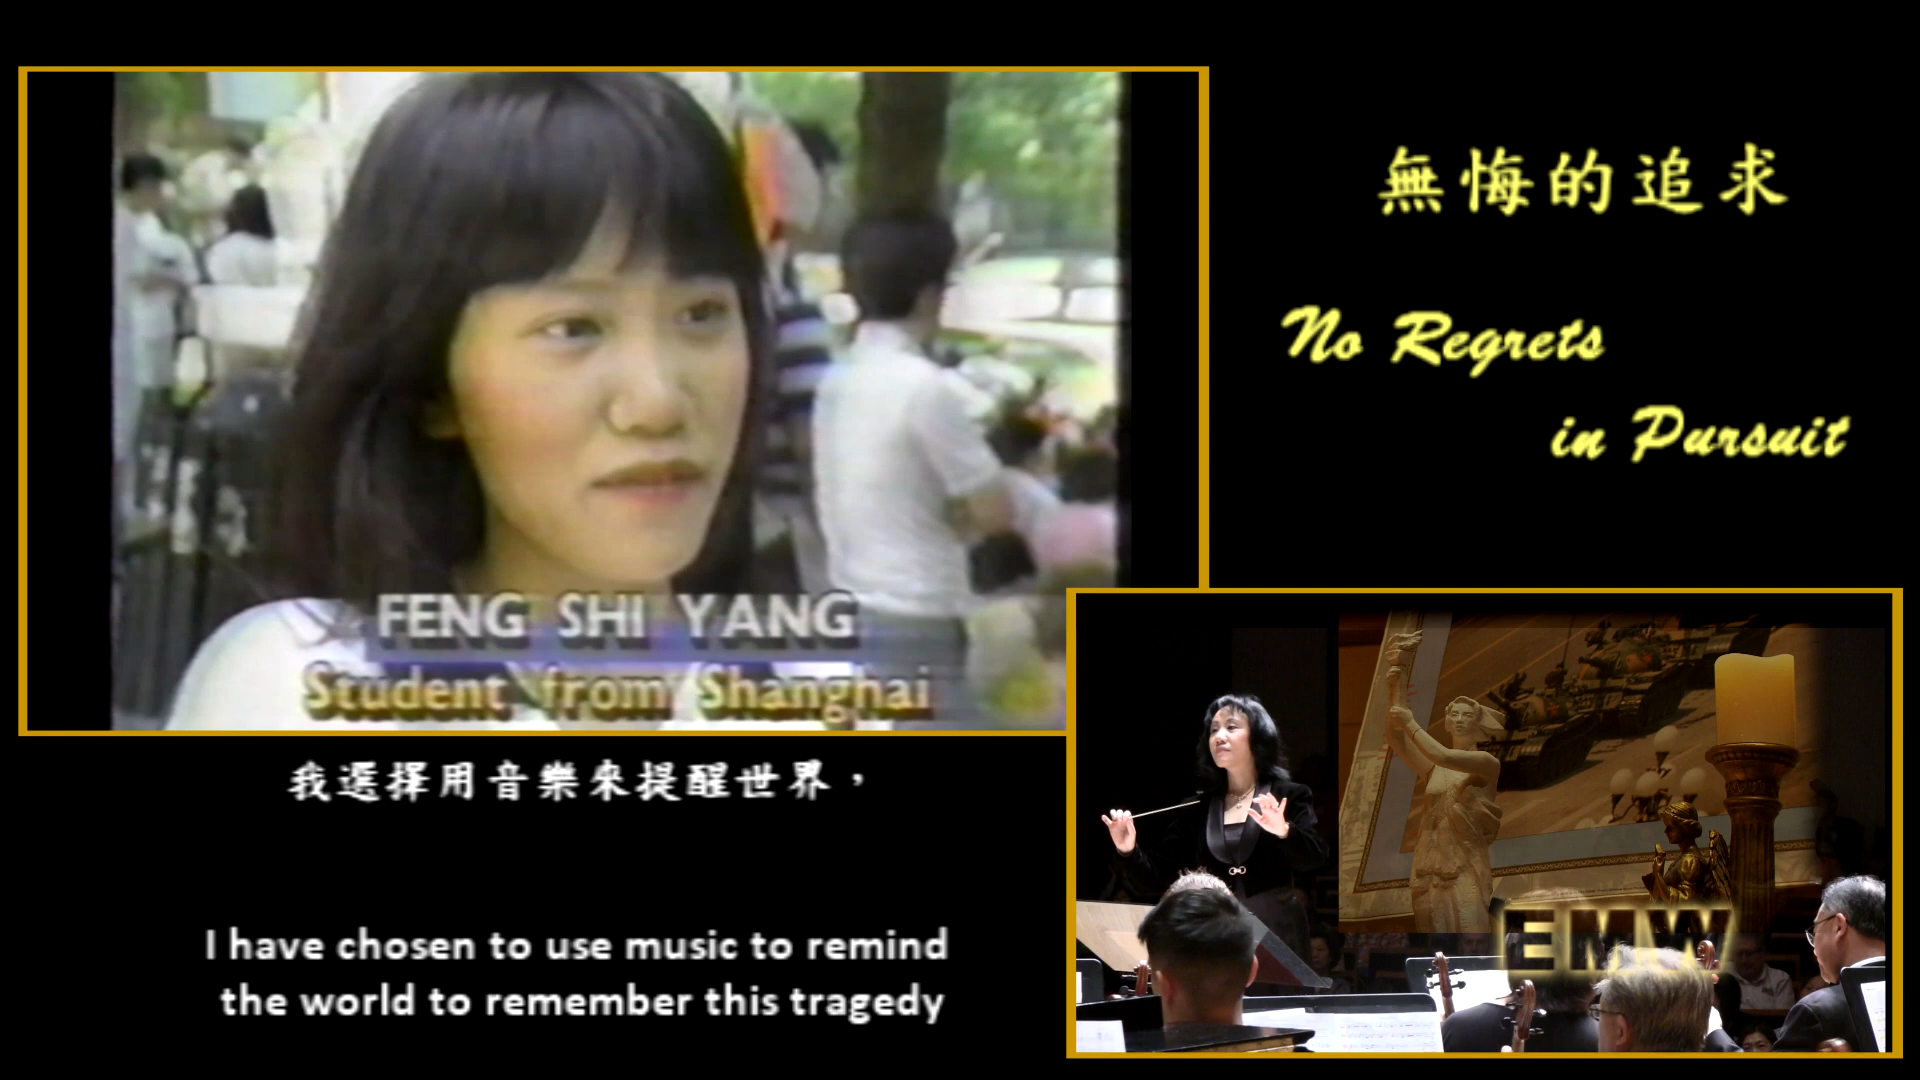 無悔的追求
No Regrets
in Pursuit
FENG SHI YANG
Student from Shanghai
我選擇用音樂來提醒世界，
I have chosen to use music to remind
the world to remember this tragedy
EMW